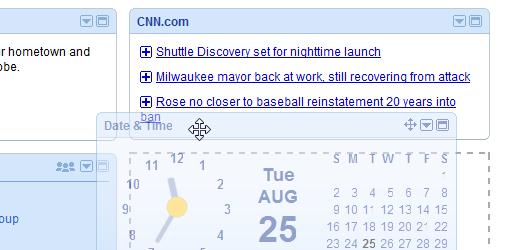 r hometown and
obe.
CNN.com
Shuttle Discovery set for nighttime launch
Milwaukee mayor back at work, still recovering from attack
Rose no closer to baseball reinstatement 20 years into
ban
Date & Time
oup
12
11 1
10 2
9 3
8 4
7
Tue
AUG
25
S M T W T F S
1
2 3 4 5 6 7 8
9 10 11 12 13 14 15
16 17 18 19 20 21 22
23 24 25 26 27 28 29